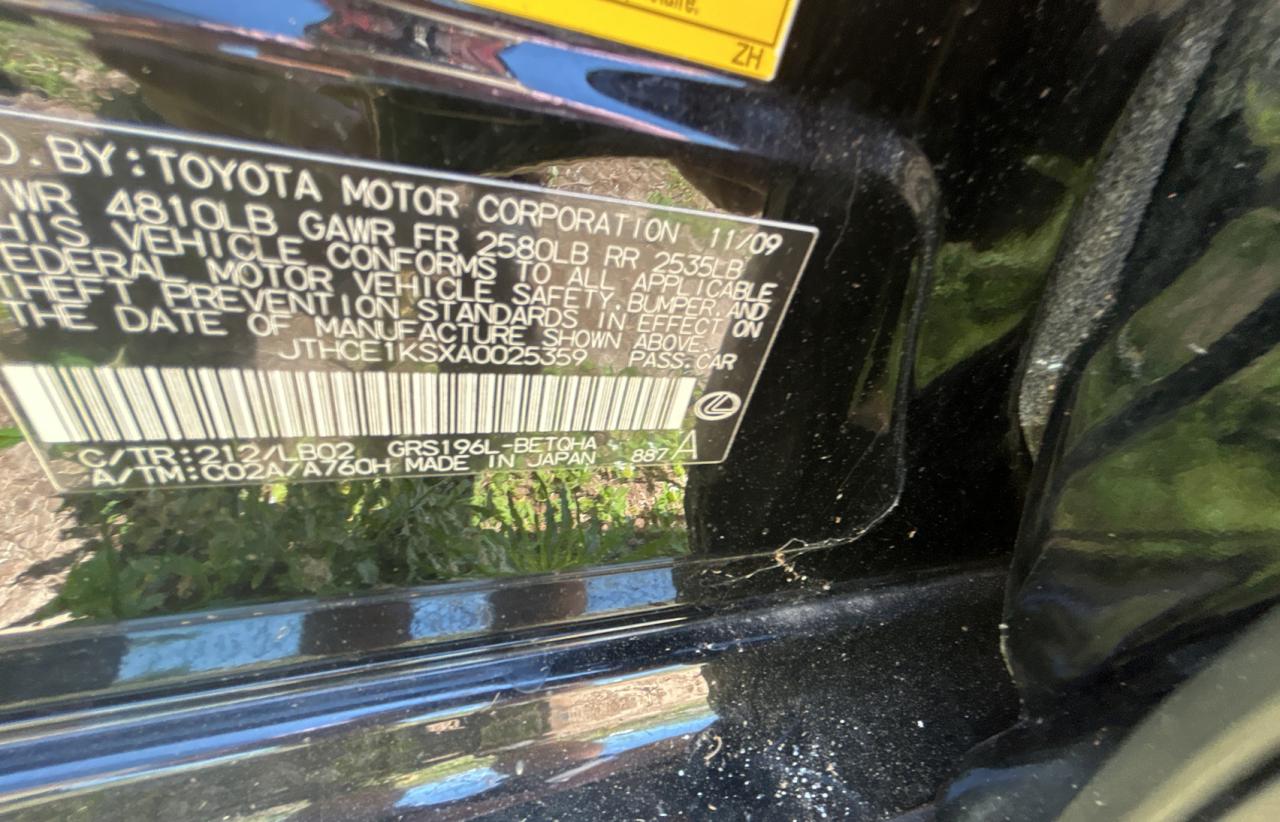 ZH
D.BY:TOYOTA MOTOR CORPORATION 11/09
WR 4810LB GAWR FR 2580LB RR 2535LB
HIS VEHICLE CONFORMS TO ALL APPLICABLE
EDERAL MOTOR VEHICLE SAFETY,BUMPER,AND
THEFT PREVENTION STANDARDS IN EFFECT ON
THE DATE OF MANUFACTURE SHOWN ABOVE.
JTHCE1KSXA0025359 PASS.CAR
C/TR:212/LB02 GRS196L-BETQHA
A/TM:C02A/A760H MADE IN JAPAN 887 A